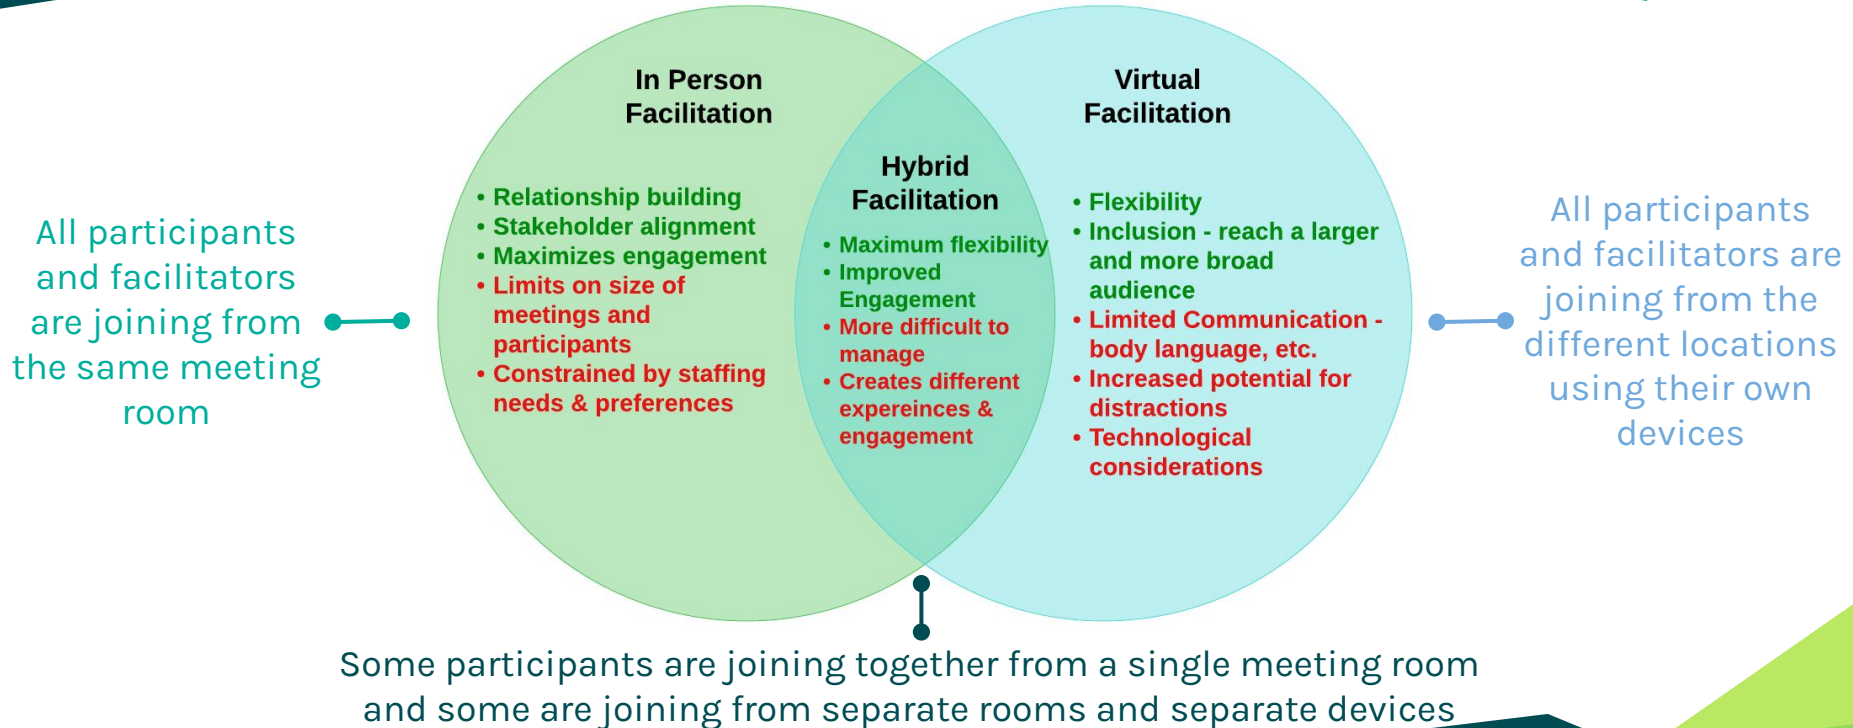 In Person
Facilitation
• Relationship building
• Stakeholder alignment
• Maximizes engagement
• Limits on size of
meetings and
participants
• Constrained by staffing
needs & preferences
Hybrid
Facilitation
• Maximum flexibility
• Improved
Engagement
• More difficult to
manage
• Creates different
expereinces &
engagement
Virtual
Facilitation
• Flexibility
• Inclusion - reach a larger
and more broad
audience
• Limited Communication -
body language, etc.
• Increased potential for
distractions
• Technological
considerations
All participants
and facilitators
are joining from
the same meeting
room
All participants
and facilitators are
joining from the
different locations
using their own
devices
Some participants are joining together from a single meeting room
and some are joining from separate rooms and separate devices